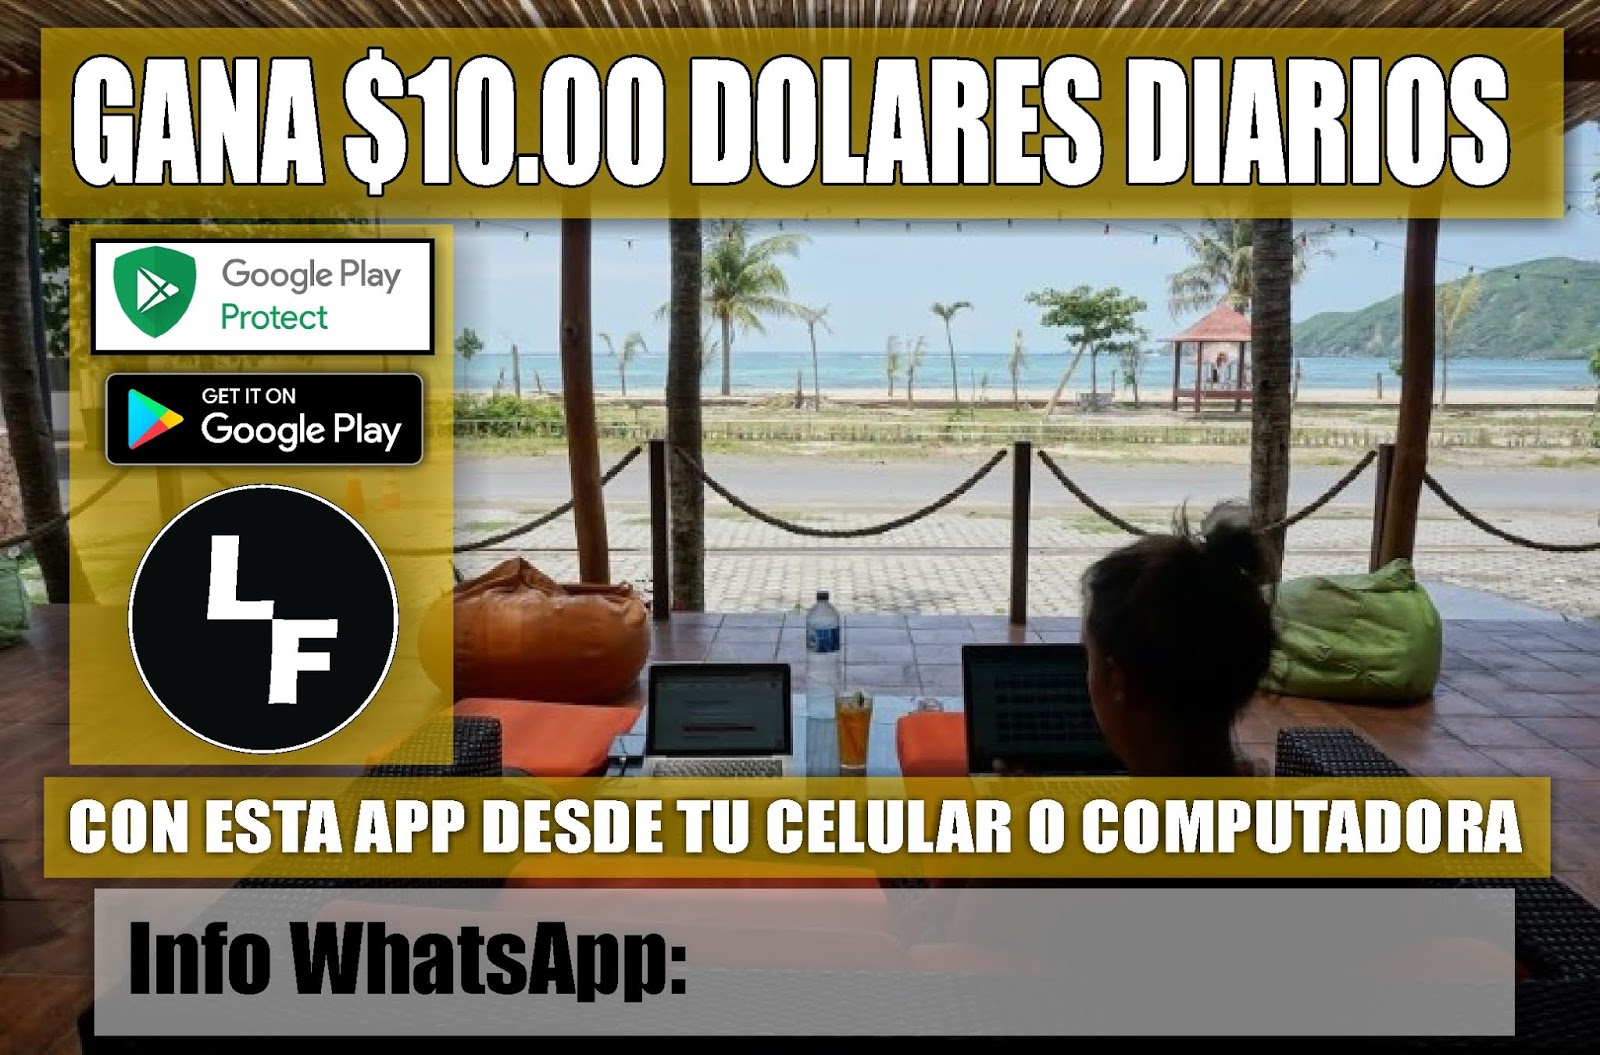 GANA $10.00 DOLARES DIARIOS
Google Play
Protect
GET IT ON
Google Play
LF
CON ESTA APP DESDE TU CELULAR O COMPUTADORA
Info WhatsApp: